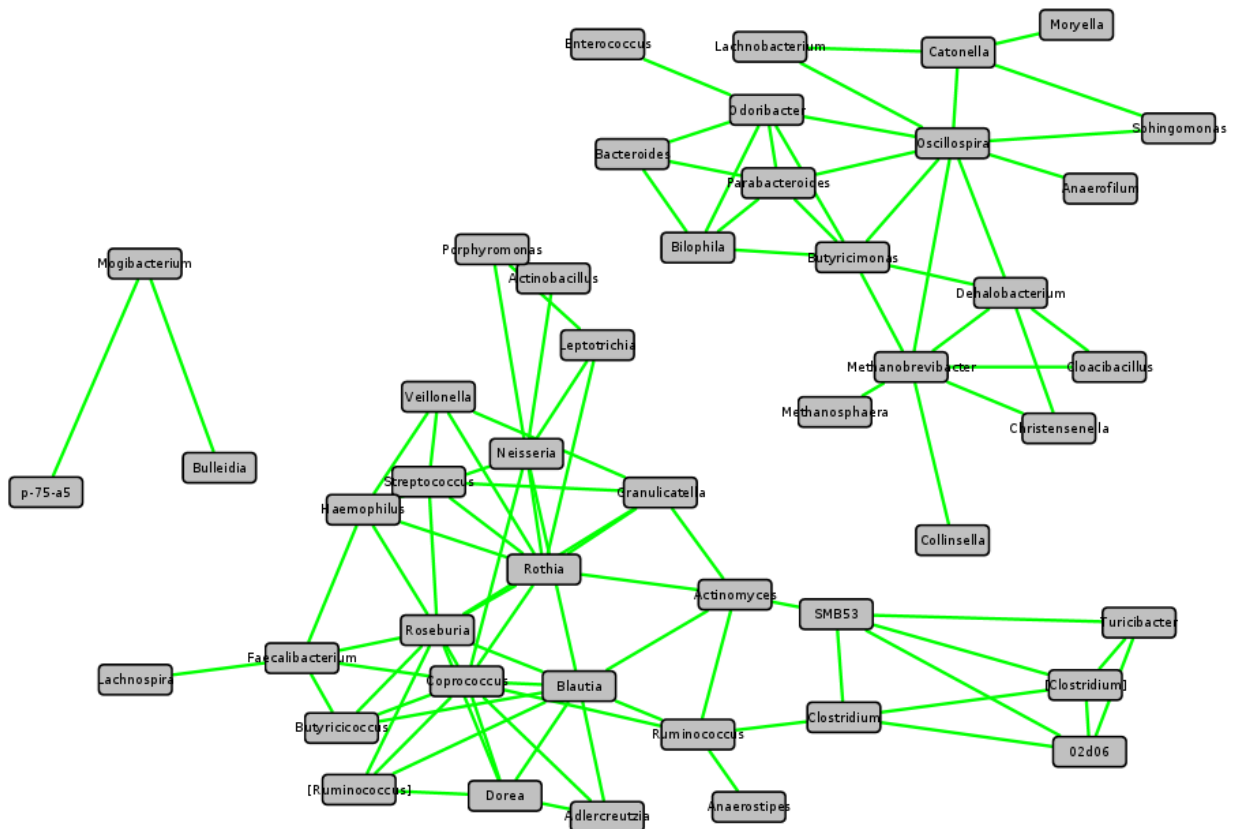 Moryella
Enterococcus
Lachnobacterium
Catonella
Odoribacter
Sphingomonas
Oscillospira
Bacteroides
Parabacteroides
Anaerofilum
Bilophila
Porphyromonas
Butyricimonas
Mogibacterium
Actinobacillus
Dehalobacterium
Leptotrichia
Methanobrevibacter
Cloacibacillus
Veillonella
Methanosphaera
Christensenella
Neisseria
Bulleidia
Streptococcus
p-75-a5
Granulicatella
Haemophilus
Collinsella
Rothia
Actinomyces
SMB53
Turicibacter
Roseburia
Faecalibacterium
Lachnospira
Coprococcus
Blautia
[Clostridium]
Clostridium
Butyricicoccus
Ruminococcus
02d06
[Ruminococcus]
Dorea
Anaerostipes
Adlercreutzia